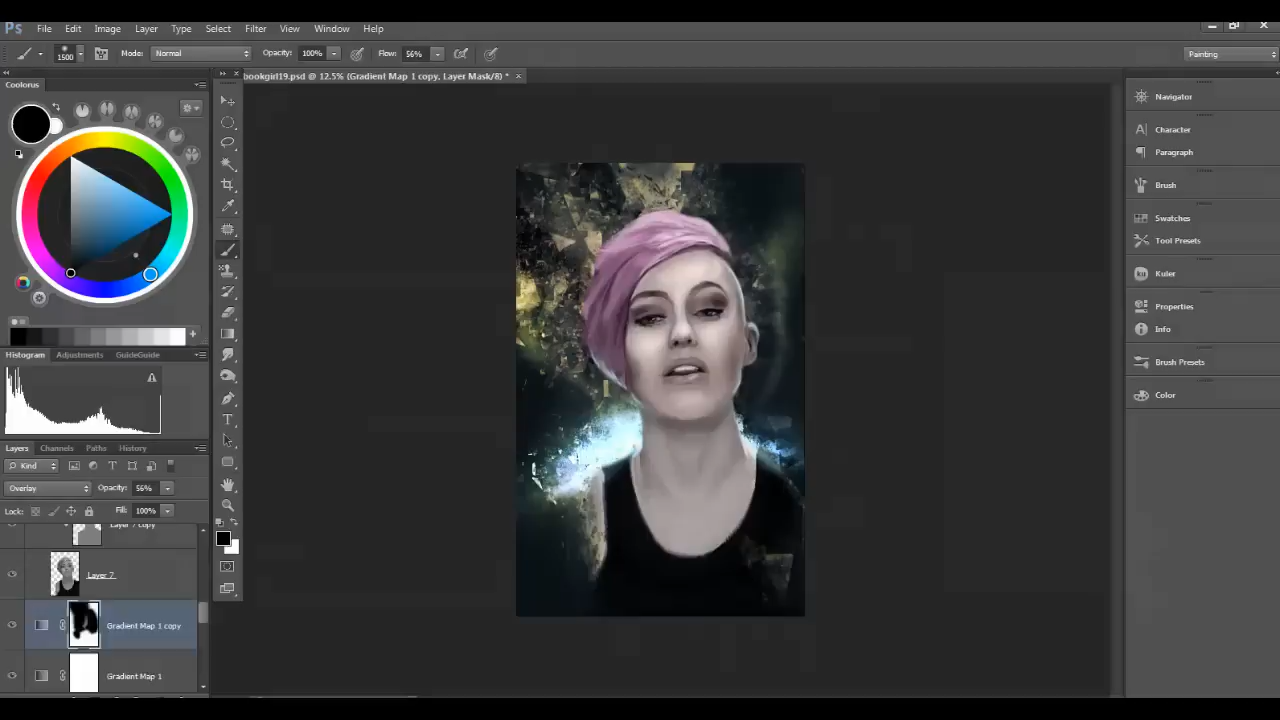 Ps File Edit Image Layer Type Select Filter View Window Help
1500 Mode: Normal Opacity: 100% Flow: 56% Painting
bookgirl19.psd @ 12.5% (Gradient Map 1 copy, Layer Mask/8) * ×
Coolorus
Navigator
Character
Paragraph
Brush
Swatches
Tool Presets
Kuler
Properties
Info
Brush Presets
Color
Histogram Adjustments GuideGuide
Layers Channels Paths History
Kind
Overlay Opacity: 56%
Lock: Fill: 100%
Layer 7 copy
Layer 7
Gradient Map 1 copy
Gradient Map 1